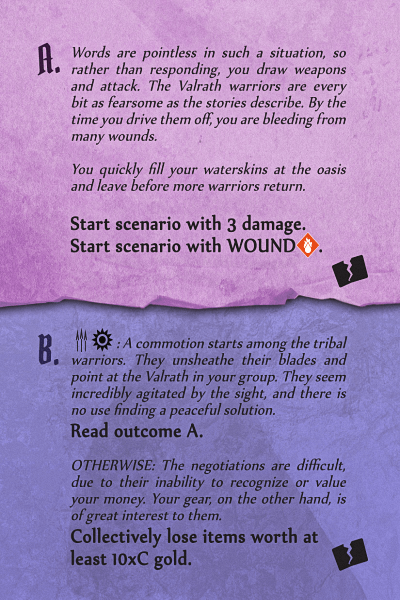 A.
Words are pointless in such a situation, so
rather than responding, you draw weapons
and attack. The Valrath warriors are every
bit as fearsome as the stories describe. By the
time you drive them off, you are bleeding from
many wounds.
You quickly fill your waterskins at the oasis
and leave before more warriors return.
Start scenario with 3 damage.
Start scenario with WOUND.
B.
: A commotion starts among the tribal
warriors. They unsheathe their blades and
point at the Valrath in your group. They seem
incredibly agitated by the sight, and there is
no use finding a peaceful solution.
Read outcome A.
OTHERWISE: The negotiations are difficult,
due to their inability to recognize or value
your money. Your gear, on the other hand, is
of great interest to them.
Collectively lose items worth at
least 10xC gold.